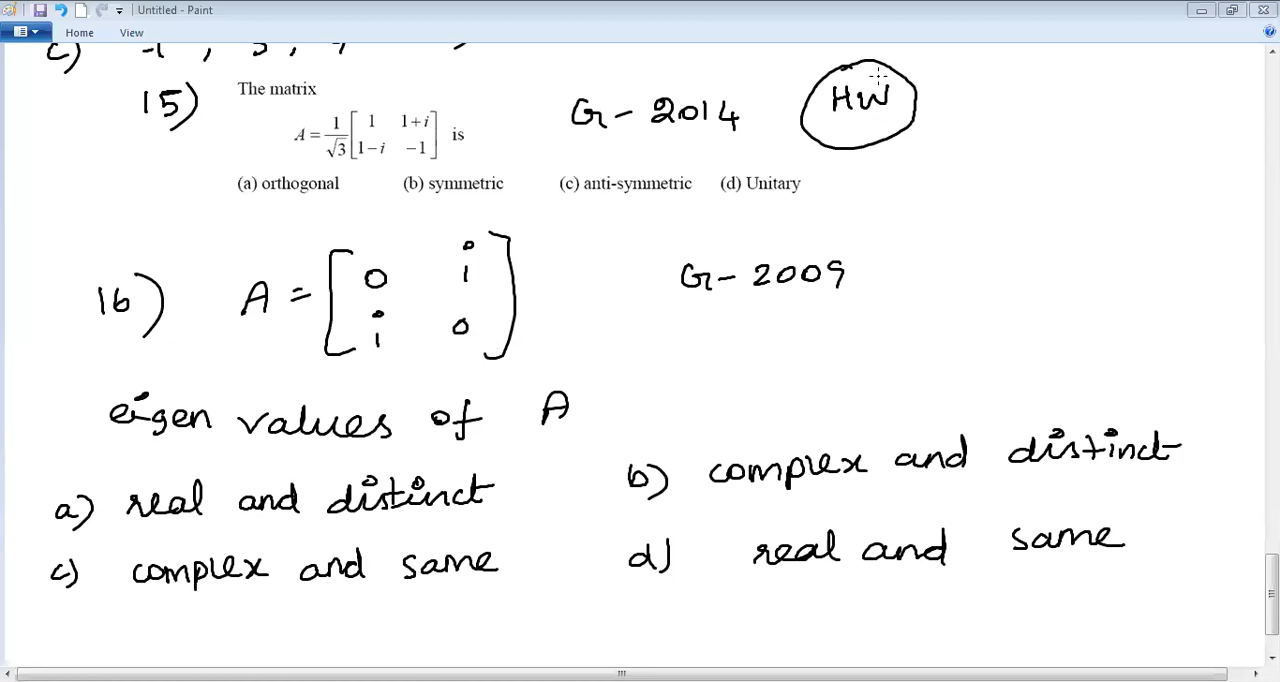 Untitled - Paint
Home View
c) -1, 3,
15) The matrix G-2014 HW
A = 1/√3 [1 1+i; 1-i -1] is
(a) orthogonal (b) symmetric (c) anti-symmetric (d) Unitary
16) A = [0 i; i 0] G-2009
eigen values of A
a) real and distinct b) complex and distinct
c) complex and same d) real and same